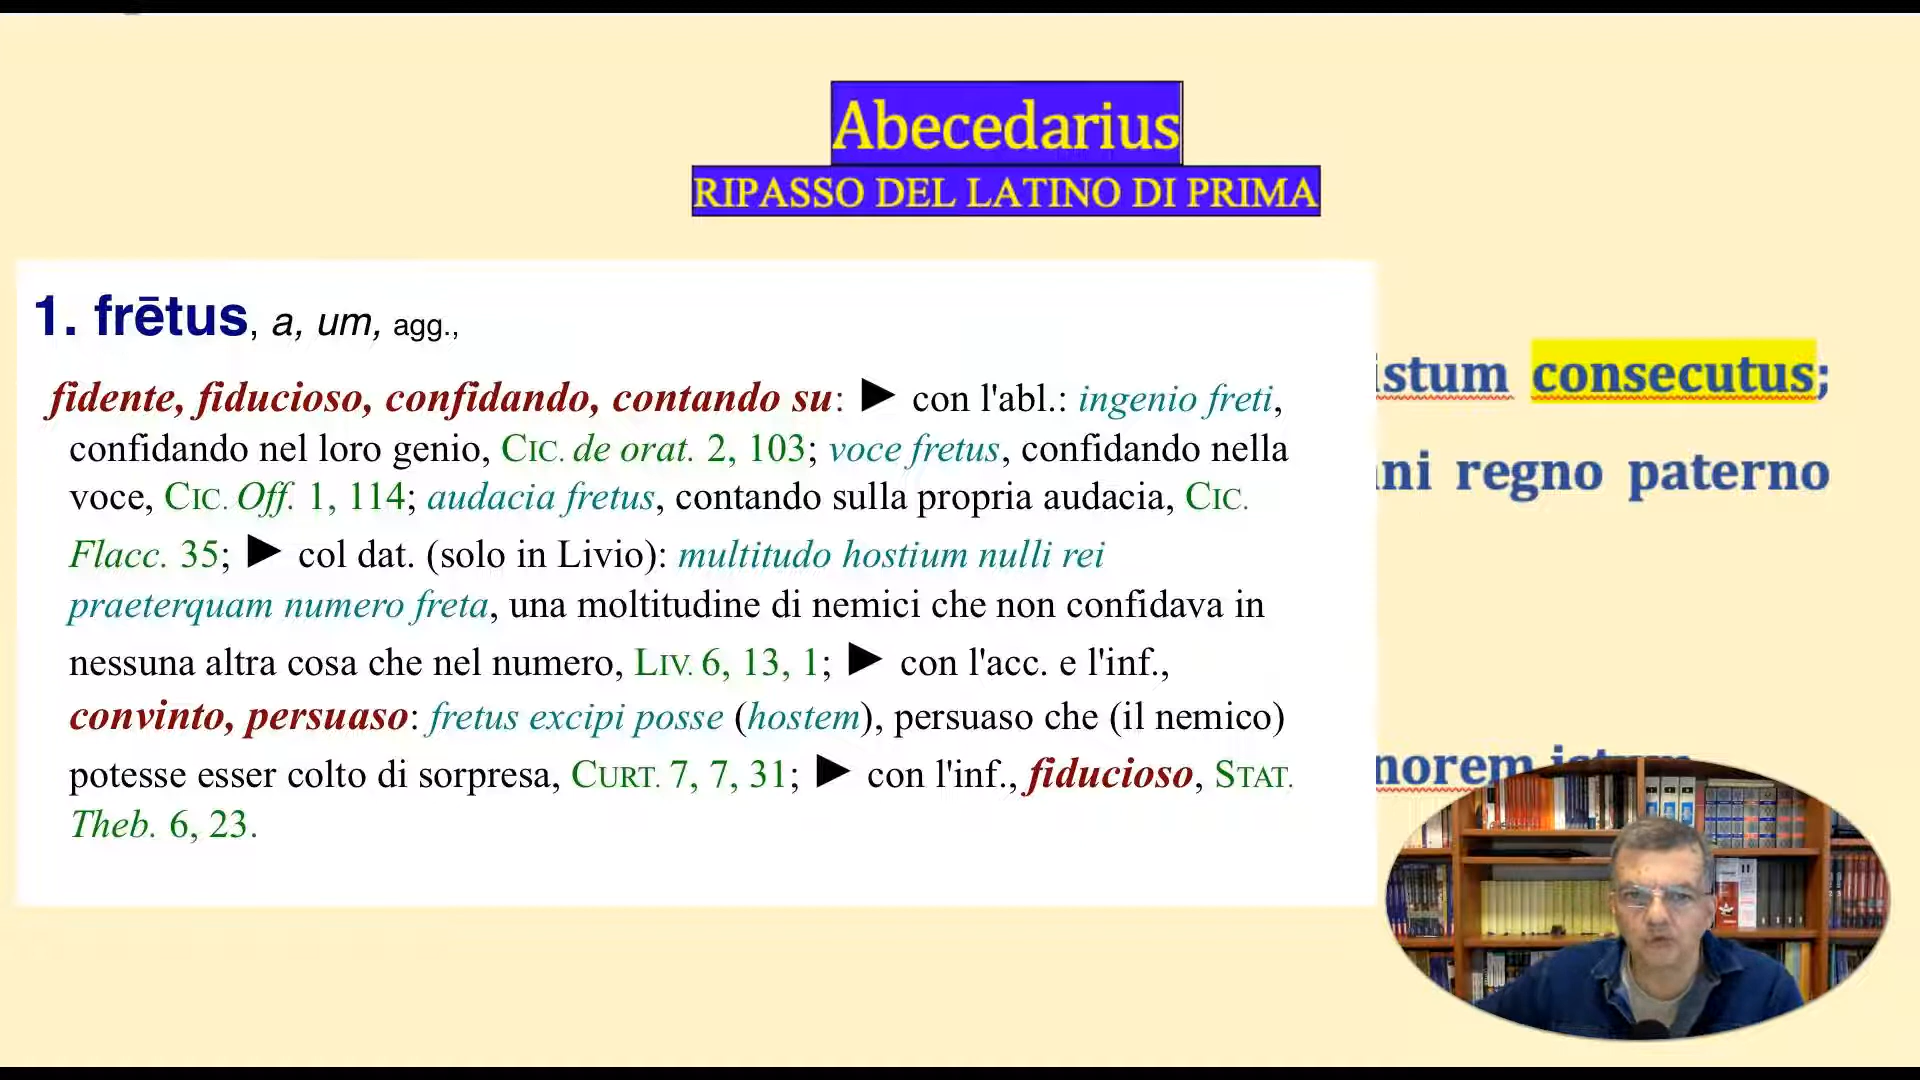 Abecedarius
RIPASSO DEL LATINO DI PRIMA
1. frētus, a, um, agg.,
fidente, fiducioso, confidando, contando su: ► con l'abl.: ingenio freti,
confidando nel loro genio, CIC. de orat. 2, 103; voce fretus, confidando nella
voce, CIC. Off. 1, 114; audacia fretus, contando sulla propria audacia, CIC.
Flacc. 35; ► col dat. (solo in Livio): multitudo hostium nulli rei
praeterquam numero freta, una moltitudine di nemici che non confidava in
nessuna altra cosa che nel numero, LIV. 6, 13, 1; ► con l'acc. e l'inf.,
convinto, persuaso: fretus excipi posse (hostem), persuaso che (il nemico)
potesse esser colto di sorpresa, CURT. 7, 7, 31; ► con l'inf., fiducioso, STAT.
Theb. 6, 23.
istum consecutus;
regno paterno